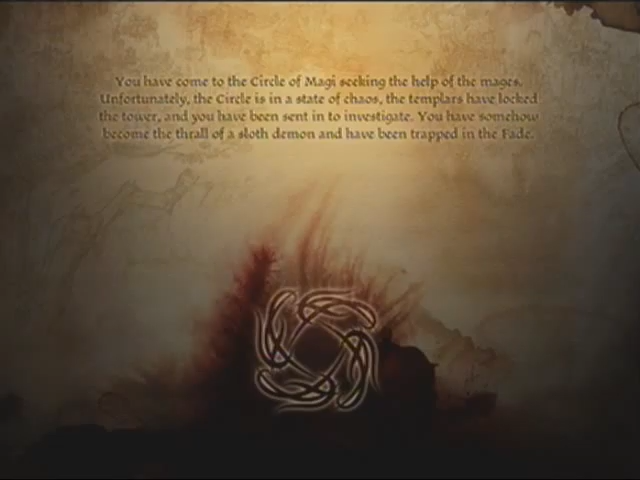 You have come to the Circle of Magi seeking the help of the mages.
Unfortunately, the Circle is in a state of chaos, the templars have locked
the tower, and you have been sent in to investigate. You have somehow
become the thrall of a sloth demon and have been trapped in the Fade.